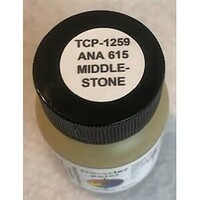 TCP-1259
ANA 615
MIDDLE-
STONE